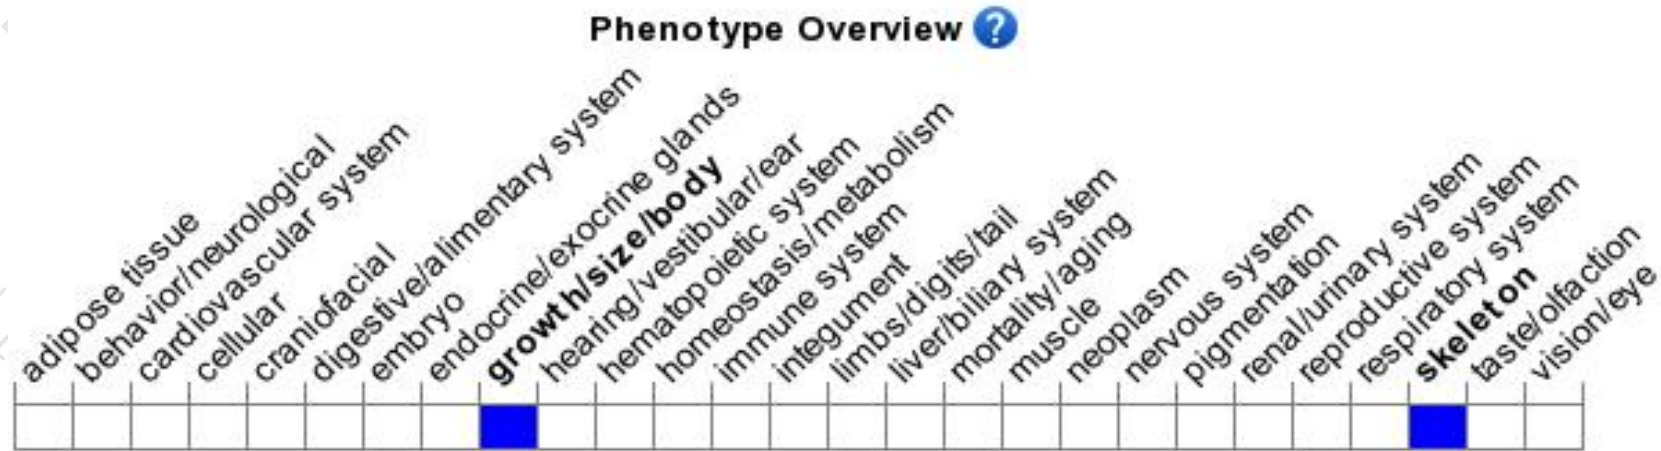 Phenotype Overview ?
adipose tissue
behavior/neurological
cardiovascular system
cellular
craniofacial
digestive/alimentary system
embryo
endocrine/exocrine glands
growth/size/body
hearing/vestibular/ear
hematopoietic system
homeostasis/metabolism
immune system
integument
limbs/digits/tail
liver/biliary system
mortality/aging
muscle
neoplasm
nervous system
pigmentation
renal/urinary system
reproductive system
respiratory system
skeleton
taste/olfaction
vision/eye